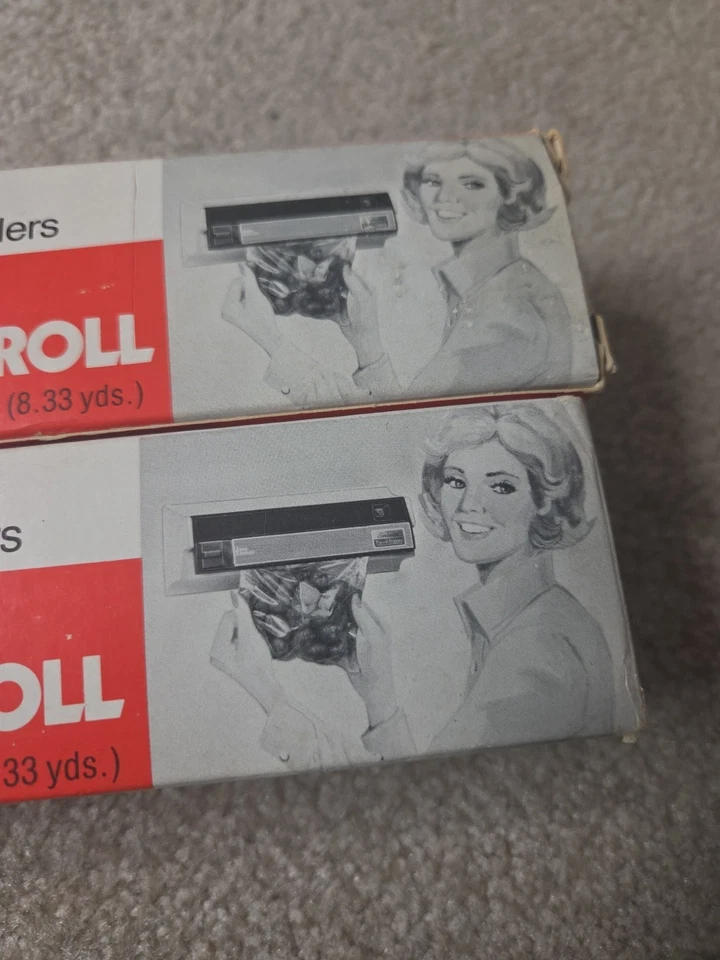 lers
ROLL
(8.33 yds.)
s
OLL
33 yds.)